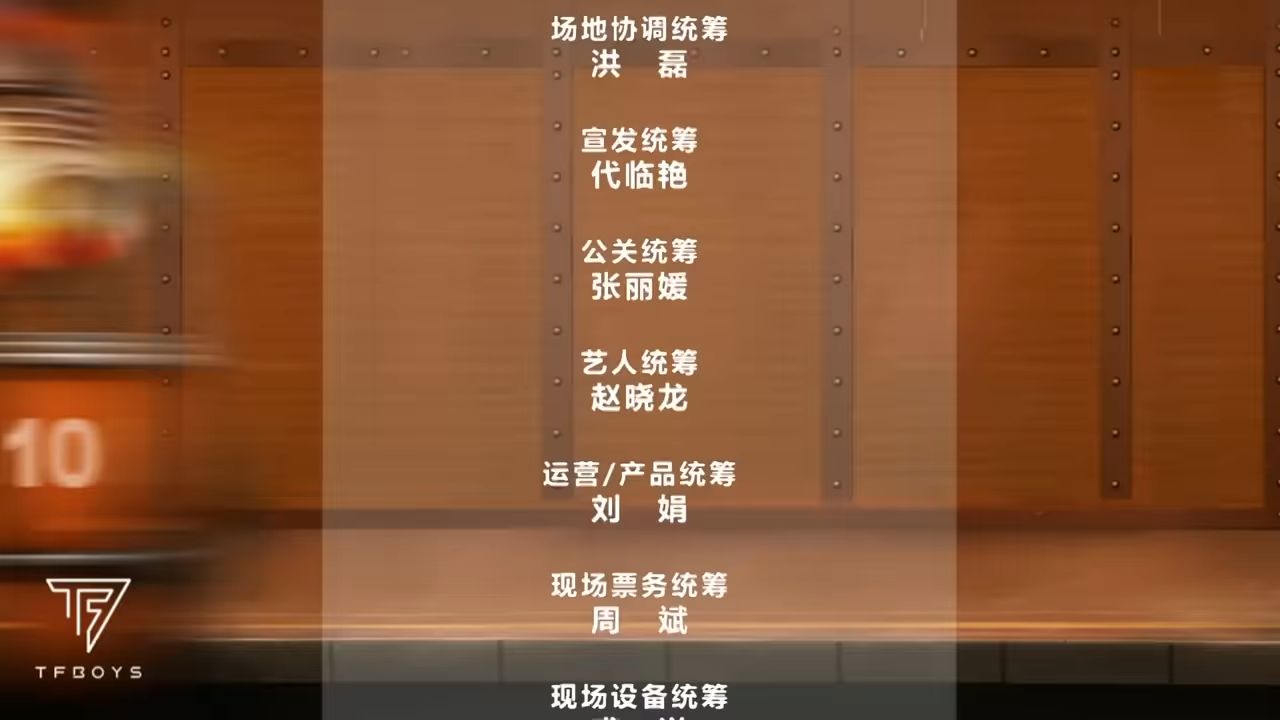 场地协调统筹
洪 磊
宣发统筹
代临艳
公关统筹
张丽媛
艺人统筹
赵晓龙
运营/产品统筹
刘 娟
10
现场票务统筹
周 斌
TF
TFBOYS
现场设备统筹